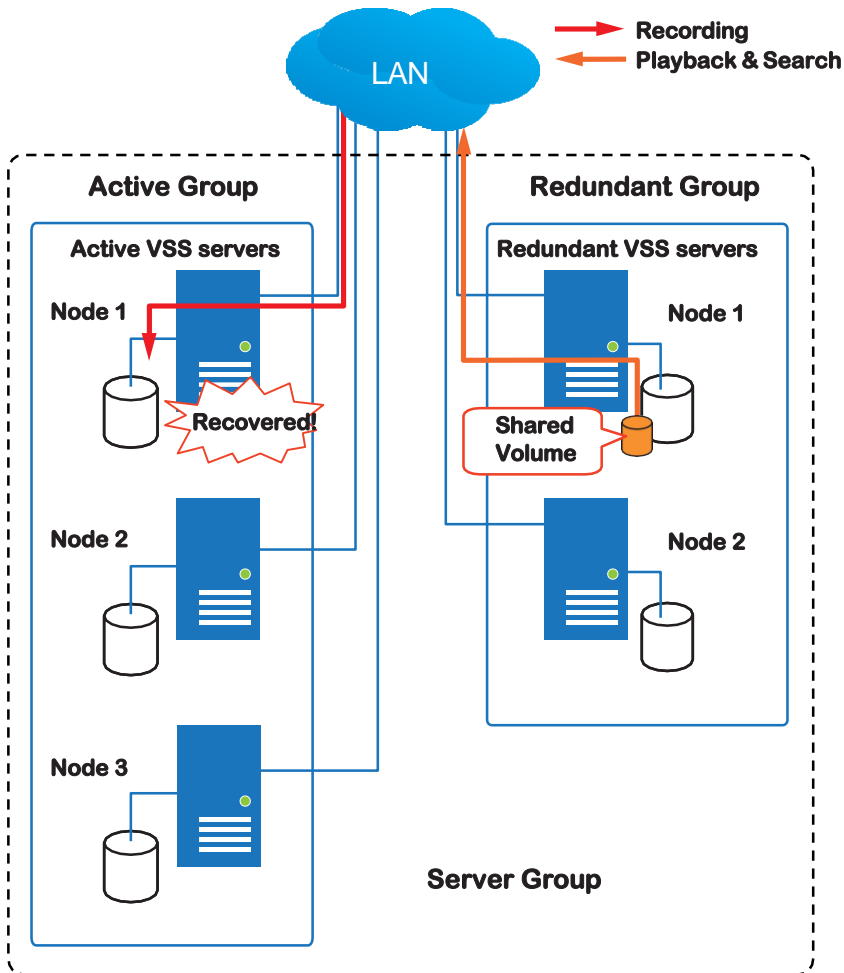 LAN
Recording
Playback & Search
Active Group
Redundant Group
Active VSS servers
Redundant VSS servers
Node 1
Node 1
Recovered!
Shared
Volume
Node 2
Node 2
Node 3
Server Group